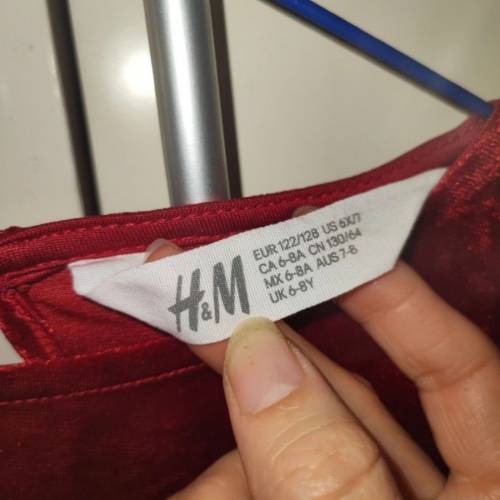 H&M
EUR 122/128 US 6X/7
CA 6-8A CN 130/64
MX 6-8A AUS 7-8
UK 6-8Y